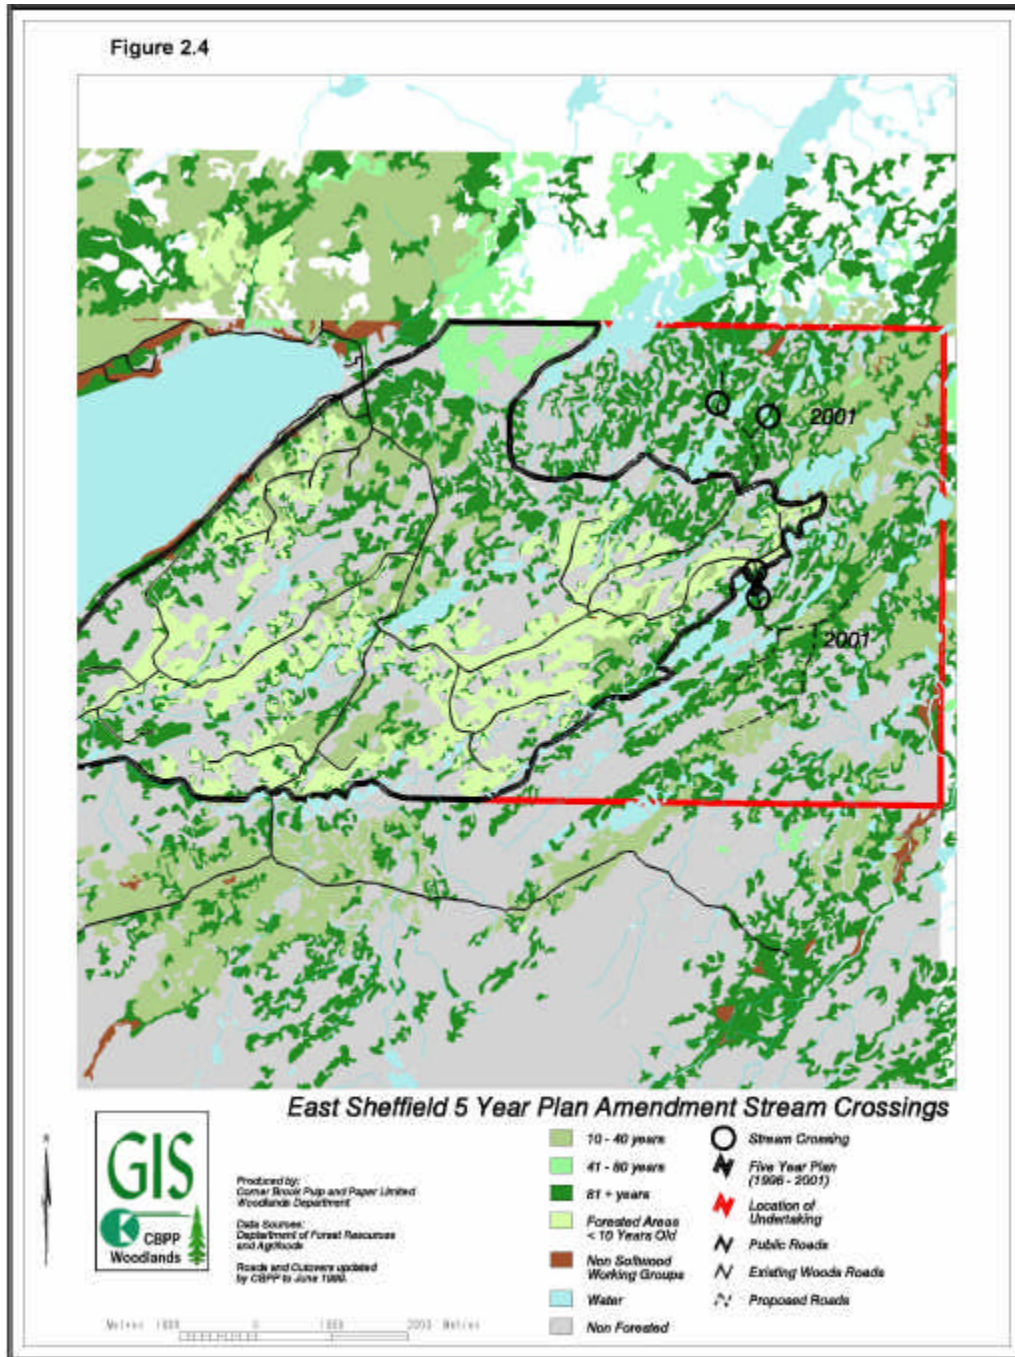 Figure 2.4
2001
2001
East Sheffield 5 Year Plan Amendment Stream Crossings
GIS
CBPP
Woodlands
Produced by:
Corner Brook Pulp and Paper Limited
Woodlands Department
Data Sources:
Department of Forest Resources
and Agrifoods
Roads and Cutovers updated
by CBPP to June 1999.
10 - 40 years
41 - 80 years
81 + years
Forested Areas
< 10 Years Old
Non Softwood
Working Groups
Water
Non Forested
Stream Crossing
Five Year Plan
(1996 - 2001)
Location of
Undertaking
Public Roads
Existing Woods Roads
Proposed Roads
Metres 1000 0 1000 2000 Metres